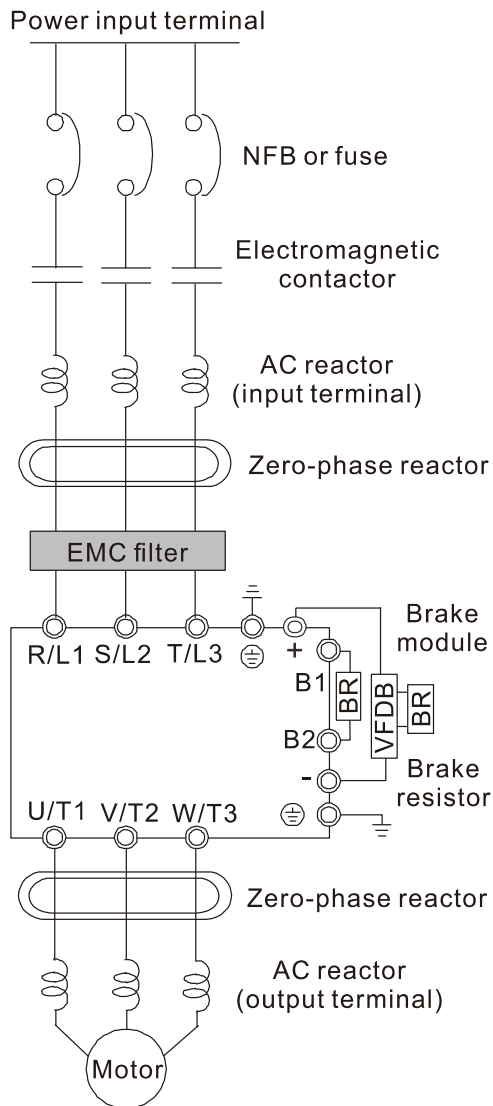 Power input terminal
NFB or fuse
Electromagnetic
contactor
AC reactor
(input terminal)
Zero-phase reactor
EMC filter
R/L1 S/L2 T/L3
+
B1
BR
B2
-
VFDB
BR
Brake
module
Brake
resistor
U/T1 V/T2 W/T3
Zero-phase reactor
AC reactor
(output terminal)
Motor